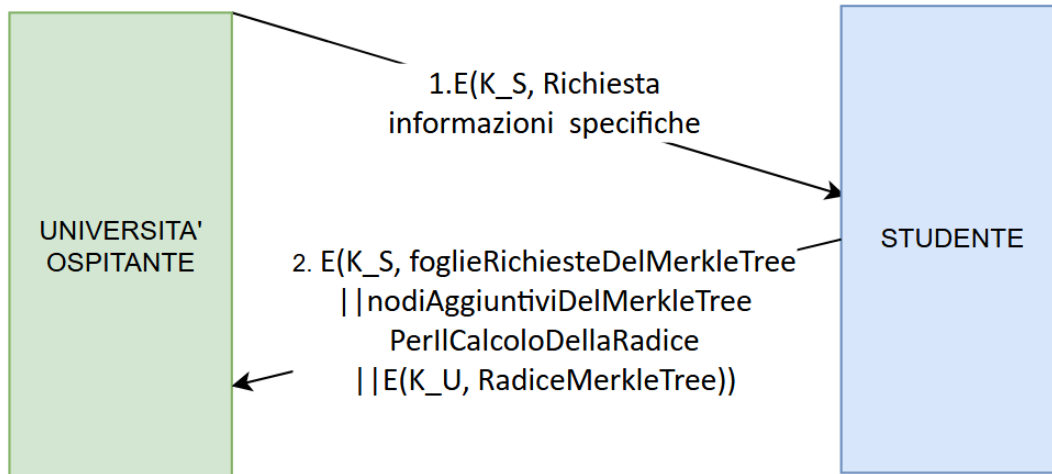 1.E(K_S, Richiesta
informazioni specifiche
UNIVERSITA'
OSPITANTE
STUDENTE
2. E(K_S, foglieRichiesteDelMerkleTree
||nodiAggiuntiviDelMerkleTree
PerIlCalcoloDellaRadice
||E(K_U, RadiceMerkleTree))